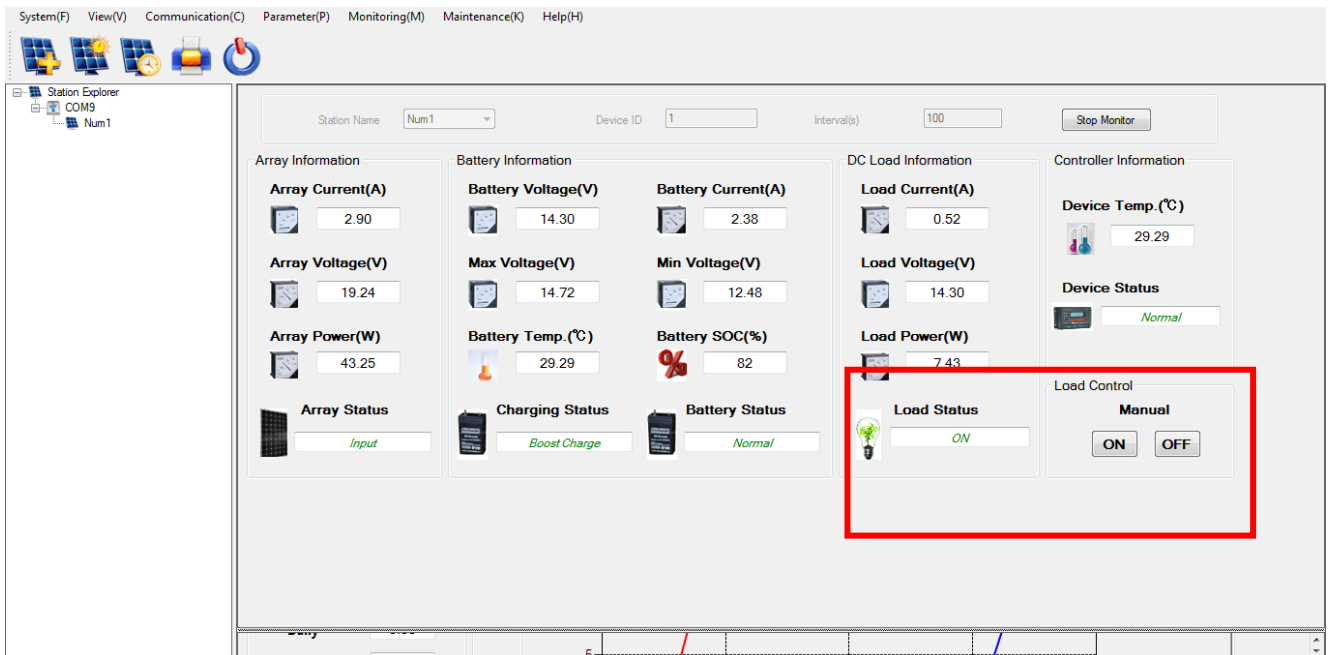 System(F) View(V) Communication(C) Parameter(P) Monitoring(M) Maintenance(K) Help(H)
Station Explorer
COM9
Num1
Station Name Num1 Device ID 1 Interval(s) 100 Stop Monitor
Array Information Battery Information DC Load Information Controller Information
Array Current(A) Battery Voltage(V) Battery Current(A) Load Current(A)
2.90 14.30 2.38 0.52
Device Temp.(℃)
29.29
Array Voltage(V) Max Voltage(V) Min Voltage(V) Load Voltage(V)
19.24 14.72 12.48 14.30
Device Status
Normal
Array Power(W) Battery Temp.(℃) Battery SOC(%) Load Power(W)
43.25 29.29 82 7.43
Load Control
Array Status Charging Status Battery Status Load Status Manual
Input Boost Charge Normal ON ON OFF
5